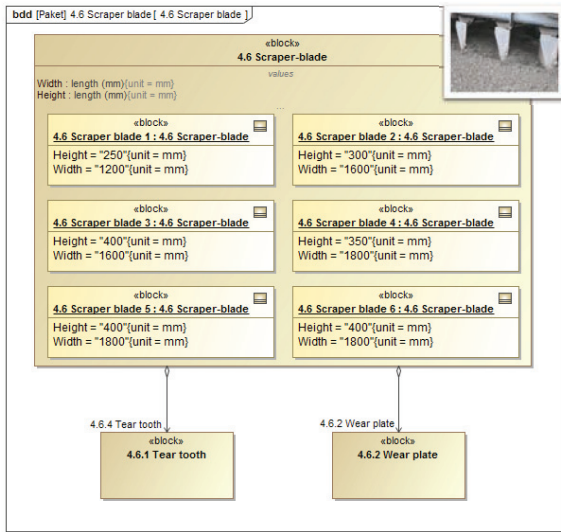 bdd [Paket] 4.6 Scraper blade [ 4.6 Scraper blade ]
«block»
4.6 Scraper-blade
values
Width : length (mm){unit = mm}
Height : length (mm){unit = mm}
...
«block»
4.6 Scraper blade 1 : 4.6 Scraper-blade
Height = "250"{unit = mm}
Width = "1200"{unit = mm}
«block»
4.6 Scraper blade 2 : 4.6 Scraper-blade
Height = "300"{unit = mm}
Width = "1600"{unit = mm}
«block»
4.6 Scraper blade 3 : 4.6 Scraper-blade
Height = "400"{unit = mm}
Width = "1600"{unit = mm}
«block»
4.6 Scraper blade 4 : 4.6 Scraper-blade
Height = "350"{unit = mm}
Width = "1800"{unit = mm}
«block»
4.6 Scraper blade 5 : 4.6 Scraper-blade
Height = "400"{unit = mm}
Width = "1800"{unit = mm}
«block»
4.6 Scraper blade 6 : 4.6 Scraper-blade
Height = "400"{unit = mm}
Width = "1800"{unit = mm}
4.6.4 Tear tooth
4.6.2 Wear plate
«block»
4.6.1 Tear tooth
«block»
4.6.2 Wear plate